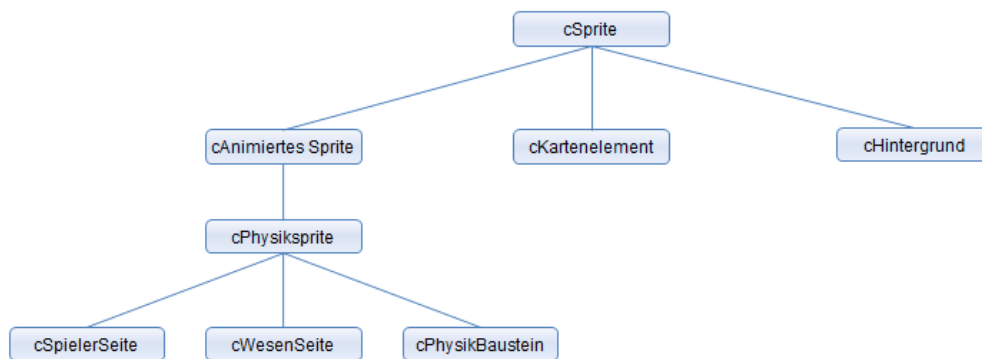 cSprite
cAnimiertes Sprite
cKartenelement
cHintergrund
cPhysiksprite
cSpielerSeite
cWesenSeite
cPhysikBaustein